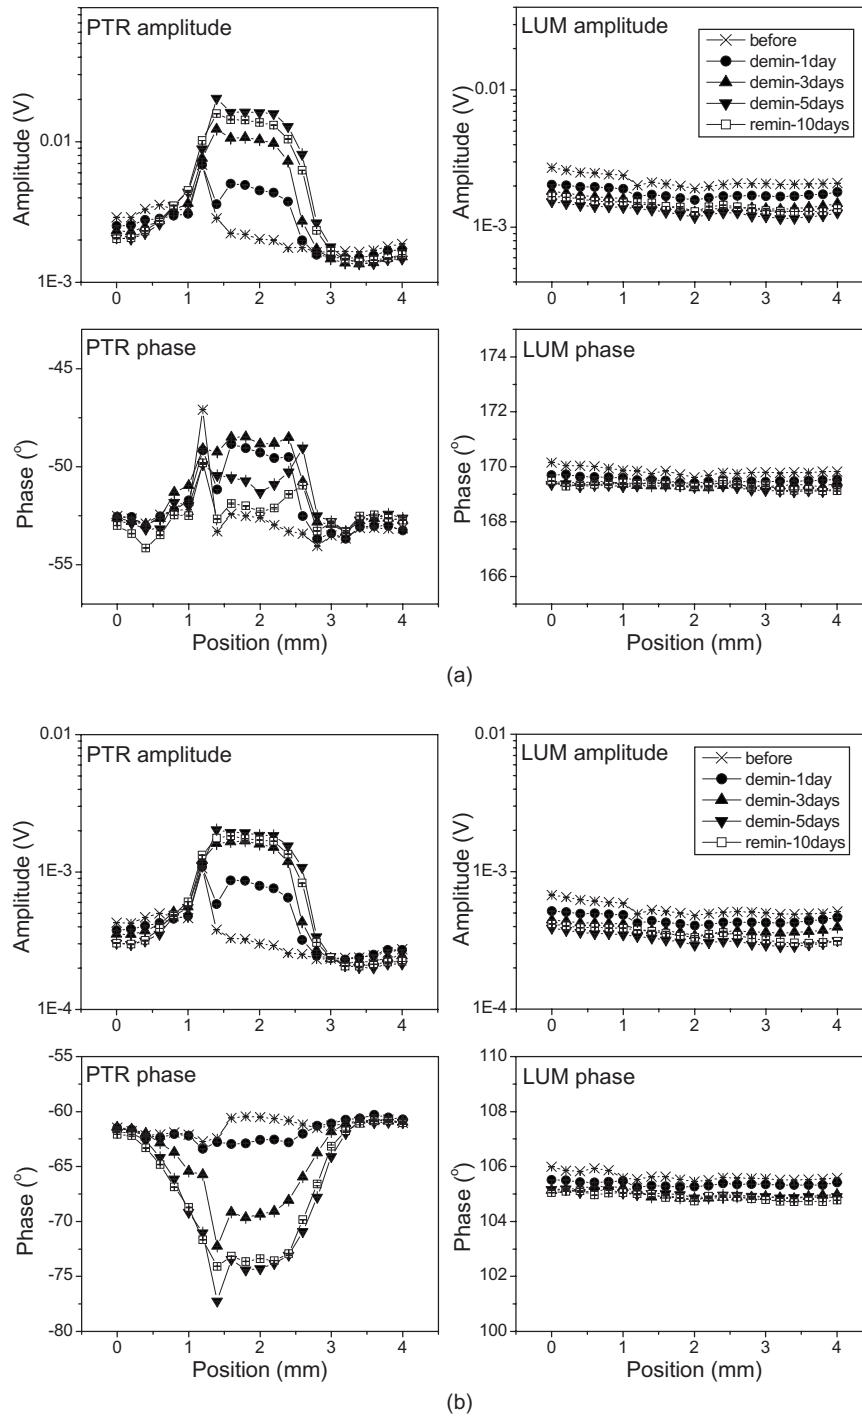 PTR amplitude
Amplitude (V)
0.01
1E-3
0 1 2 3 4
LUM amplitude
before
demin-1day
demin-3days
demin-5days
remin-10days
Amplitude (V)
0.01
1E-3
0 1 2 3 4
PTR phase
Phase (°)
-45
-50
-55
0 1 2 3 4
Position (mm)
LUM phase
Phase (°)
174
172
170
168
166
0 1 2 3 4
Position (mm)
(a)
PTR amplitude
Amplitude (V)
0.01
1E-3
1E-4
0 1 2 3 4
LUM amplitude
before
demin-1day
demin-3days
demin-5days
remin-10days
Amplitude (V)
0.01
1E-3
1E-4
0 1 2 3 4
PTR phase
Phase (°)
-55
-60
-65
-70
-75
-80
0 1 2 3 4
Position (mm)
LUM phase
Phase (°)
110
108
106
104
102
100
0 1 2 3 4
Position (mm)
(b)